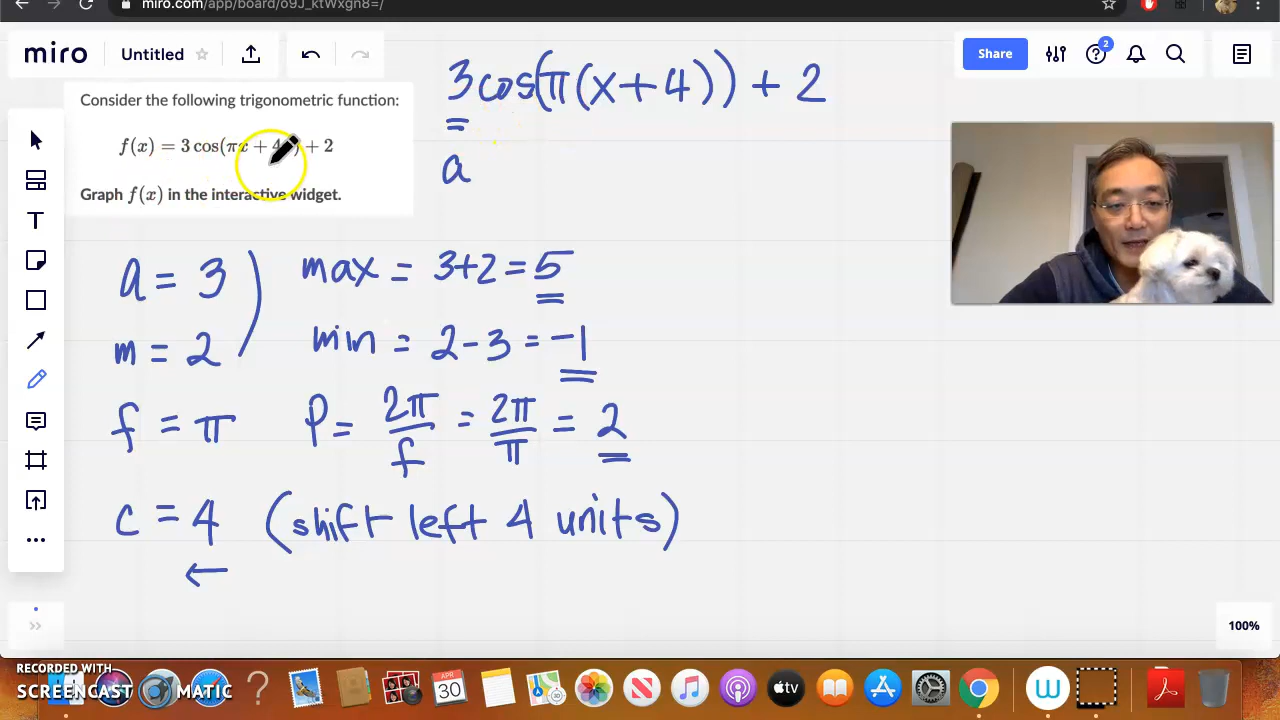 miro.com/app/board/o9J_ktWxgn8=/
miro
Untitled
Share
2
3cos(π(x+4)) + 2
a
Consider the following trigonometric function:
f(x) = 3 cos(πx + 4) + 2
Graph f(x) in the interactive widget.
a = 3
max = 3+2 = 5
m = 2
min = 2 - 3 = -1
f = π
P = 2π/f = 2π/π = 2
c = 4 (shift left 4 units)
←
100%
RECORDED WITH
SCREENCAST MATIC
APR
30
tv
W